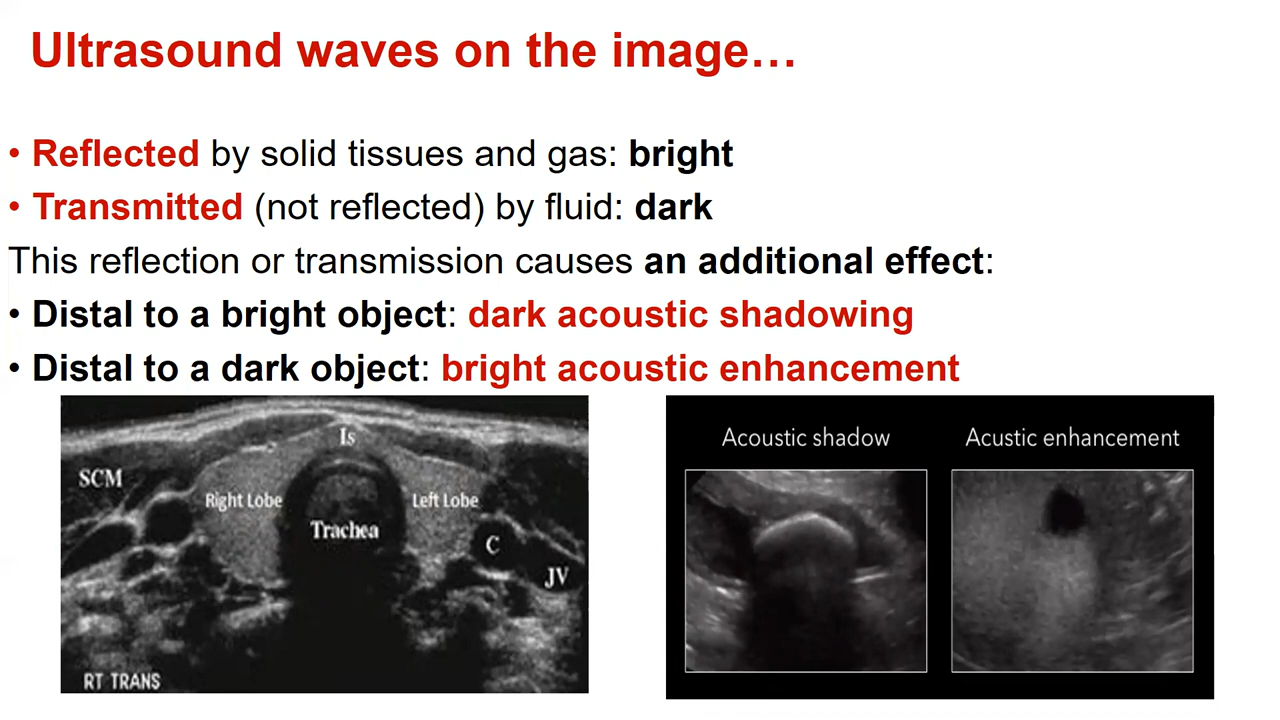 Ultrasound waves on the image…
• Reflected by solid tissues and gas: bright
• Transmitted (not reflected) by fluid: dark
This reflection or transmission causes an additional effect:
• Distal to a bright object: dark acoustic shadowing
• Distal to a dark object: bright acoustic enhancement
Is
SCM
Right Lobe
Left Lobe
Trachea
C
JV
RT TRANS
Acoustic shadow
Acustic enhancement